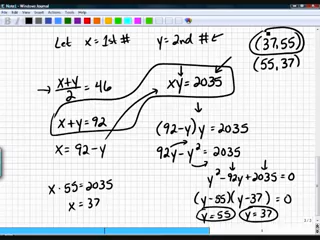 Note1 - Windows Journal
Let x = 1st # y = 2nd #
(37,55)
(55,37)
x+y/2 = 46
xy = 2035
x+y = 92
x = 92-y
(92-y)y = 2035
92y - y² = 2035
y² - 92y + 2035 = 0
(y-55)(y-37) = 0
y=55 y=37
x · 55 = 2035
x = 37